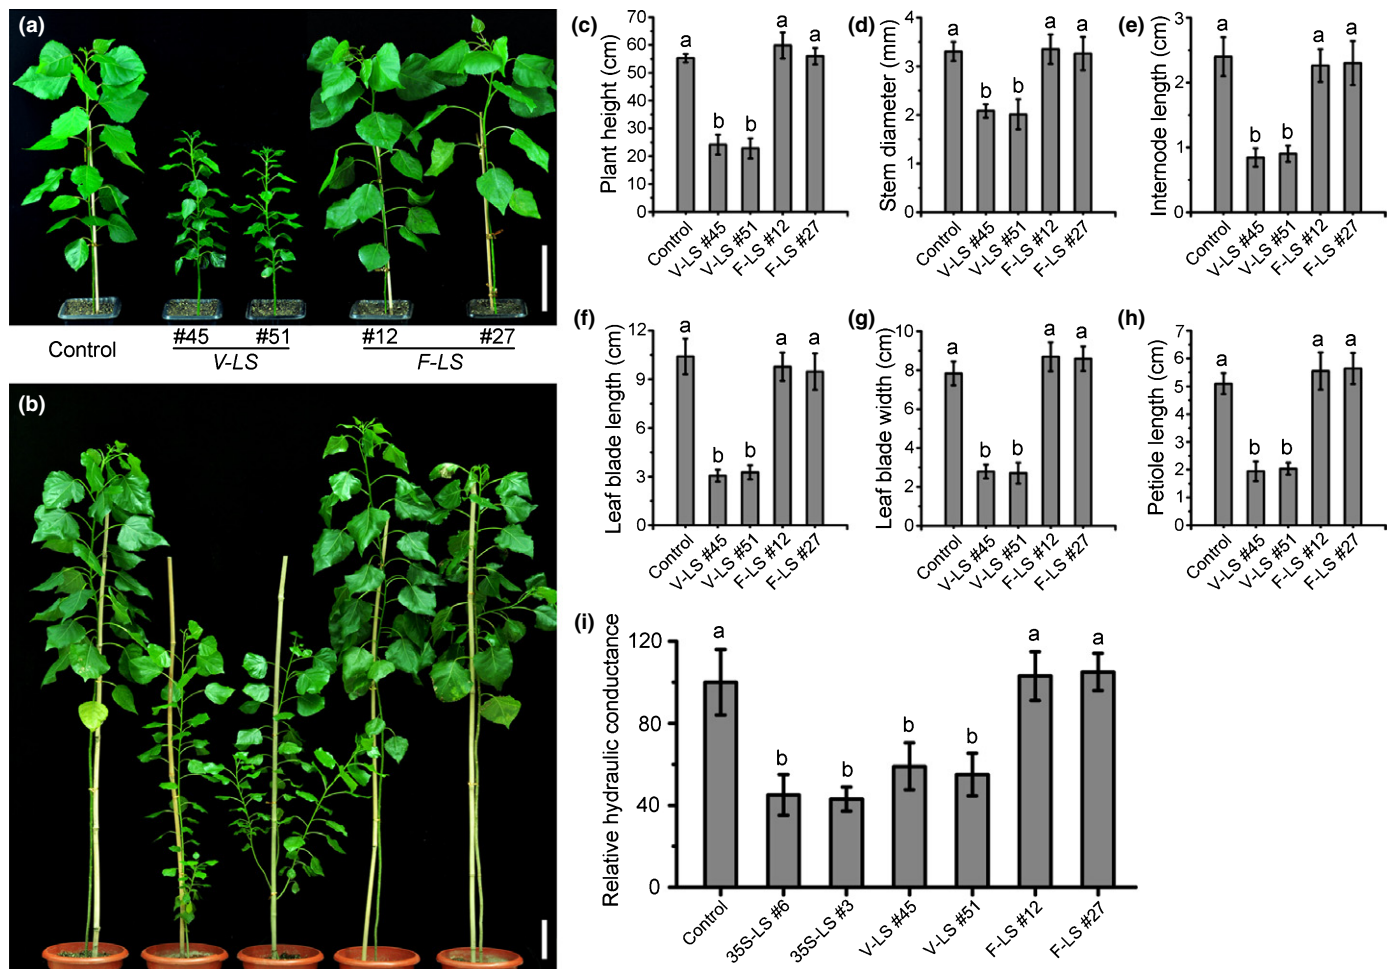 (a)
#45 #51 #12 #27
Control V-LS F-LS
(b)
(c)
Plant height (cm)
70
60
50
40
30
20
10
0
a b b a a
Control V-LS #45 V-LS #51 F-LS #12 F-LS #27
(d)
Stem diameter (mm)
4
3
2
1
0
a b b a a
Control V-LS #45 V-LS #51 F-LS #12 F-LS #27
(e)
Internode length (cm)
3
2
1
0
a b b a a
Control V-LS #45 V-LS #51 F-LS #12 F-LS #27
(f)
Leaf blade length (cm)
12
9
6
3
0
a b b a a
Control V-LS #45 V-LS #51 F-LS #12 F-LS #27
(g)
Leaf blade width (cm)
10
8
6
4
2
0
a b b a a
Control V-LS #45 V-LS #51 F-LS #12 F-LS #27
(h)
Petiole length (cm)
7
6
5
4
3
2
1
0
a b b a a
Control V-LS #45 V-LS #51 F-LS #12 F-LS #27
(i)
Relative hydraulic conductance
120
80
40
0
a b b b b a a
Control 35S-LS #6 35S-LS #3 V-LS #45 V-LS #51 F-LS #12 F-LS #27